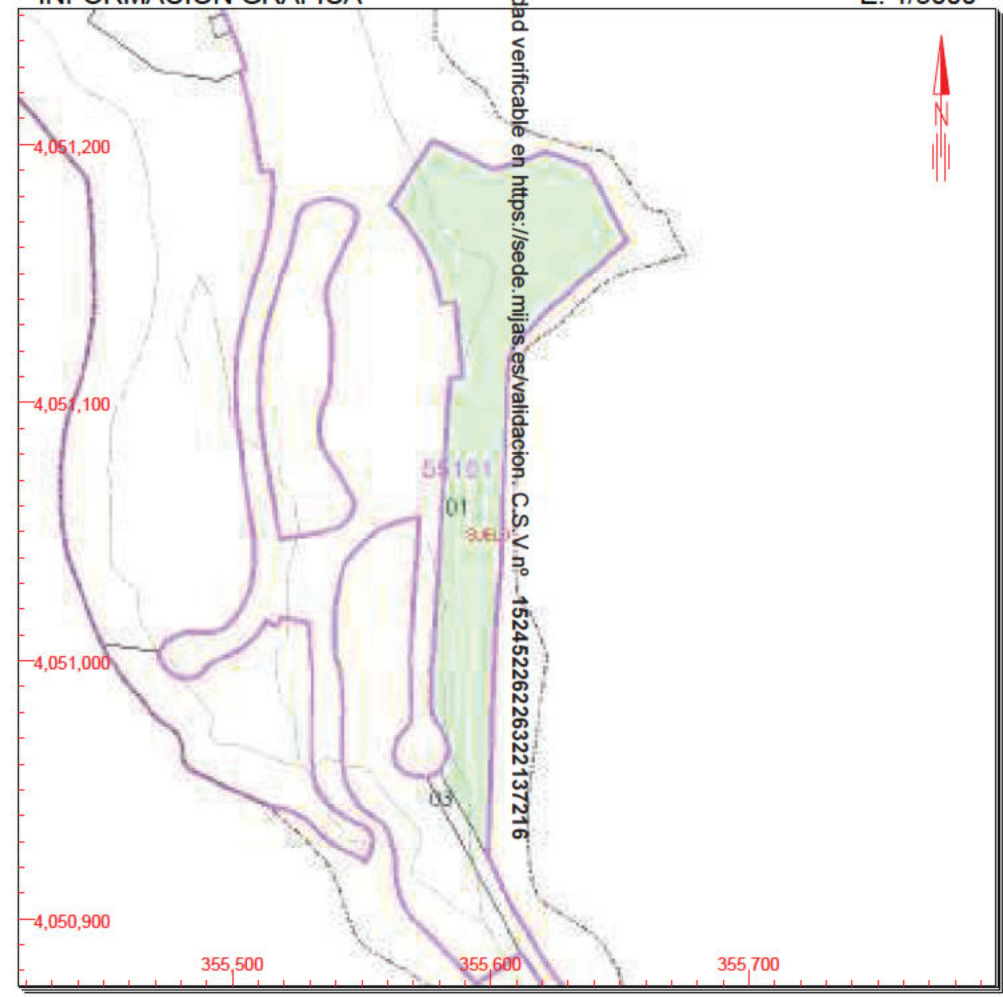 INFORMACIÓN GRÁFICA
E: 1/3000
dad verificable en https://sede.mijas.es/validacion. C.S.V.nº 15245226226322137216
N
4,051,200
4,051,100
55151
01
SUELO
4,051,000
03
4,050,900
355,500
355,600
355,700